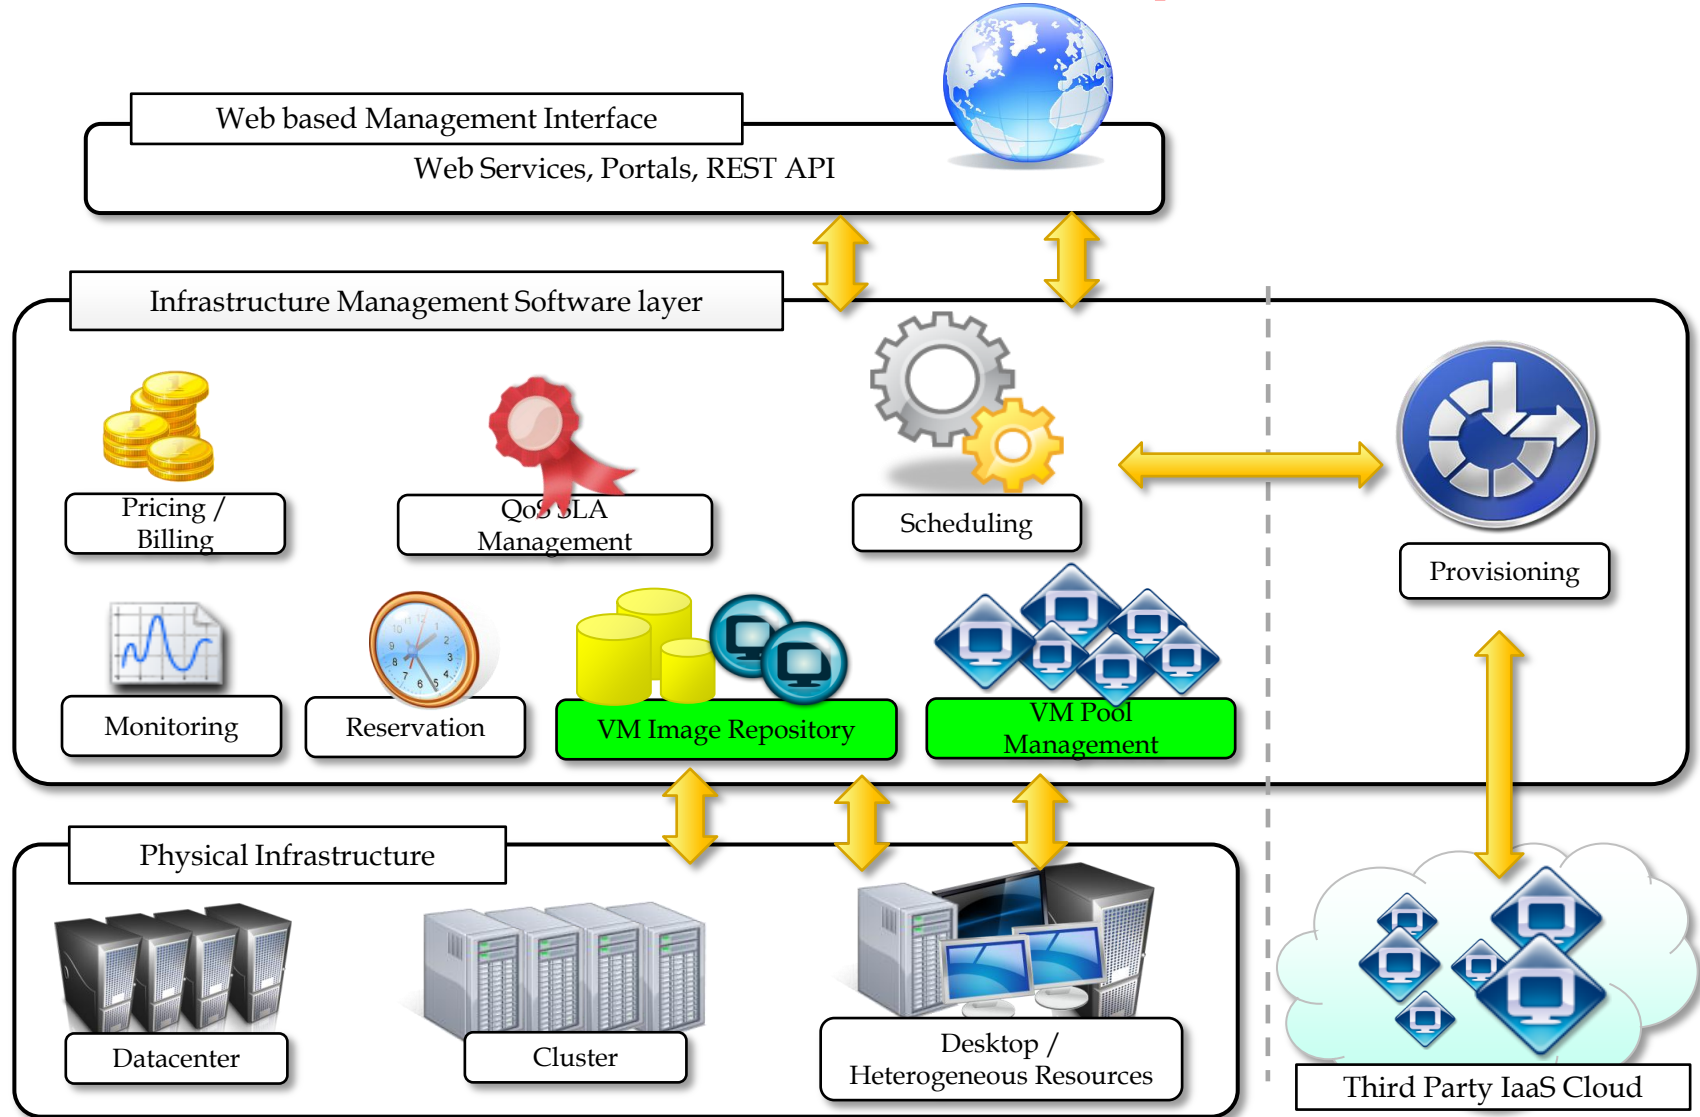 Web based Management Interface
Web Services, Portals, REST API
Infrastructure Management Software layer
Pricing /
Billing
QoS SLA
Management
Scheduling
Provisioning
Monitoring
Reservation
VM Image Repository
VM Pool
Management
Physical Infrastructure
Datacenter
Cluster
Desktop /
Heterogeneous Resources
Third Party IaaS Cloud